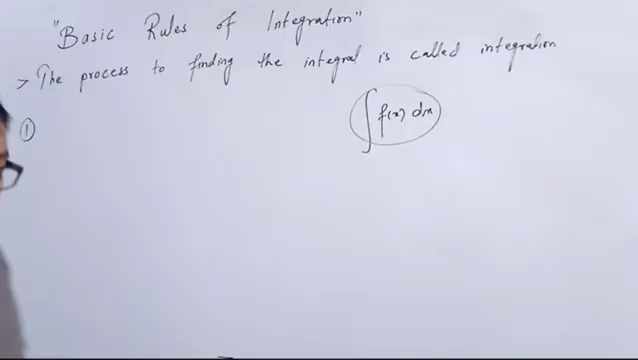 "Basic Rules of Integration"
> The process to finding the integral is called integration
∫ f(x) dx
①